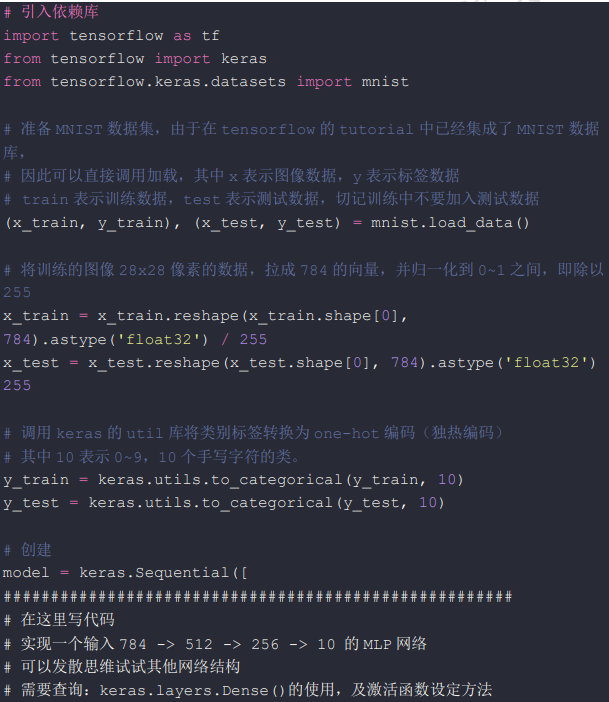 # 引入依赖库
import tensorflow as tf
from tensorflow import keras
from tensorflow.keras.datasets import mnist
# 准备 MNIST 数据集，由于在 tensorflow 的 tutorial 中已经集成了 MNIST 数据
库，
# 因此可以直接调用加载，其中 x 表示图像数据，y 表示标签数据
# train 表示训练数据，test 表示测试数据，切记训练中不要加入测试数据
(x_train, y_train), (x_test, y_test) = mnist.load_data()
# 将训练的图像 28x28 像素的数据，拉成 784 的向量，并归一化到 0~1 之间，即除以
255
x_train = x_train.reshape(x_train.shape[0],
784).astype('float32') / 255
x_test = x_test.reshape(x_test.shape[0], 784).astype('float32')
255
# 调用 keras 的 util 库将类别标签转换为 one-hot 编码（独热编码）
# 其中 10 表示 0~9，10 个手写字符的类。
y_train = keras.utils.to_categorical(y_train, 10)
y_test = keras.utils.to_categorical(y_test, 10)
# 创建
model = keras.Sequential([
######################################################
# 在这里写代码
# 实现一个输入 784 -> 512 -> 256 -> 10 的 MLP 网络
# 可以发散思维试试其他网络结构
# 需要查询：keras.layers.Dense()的使用，及激活函数设定方法